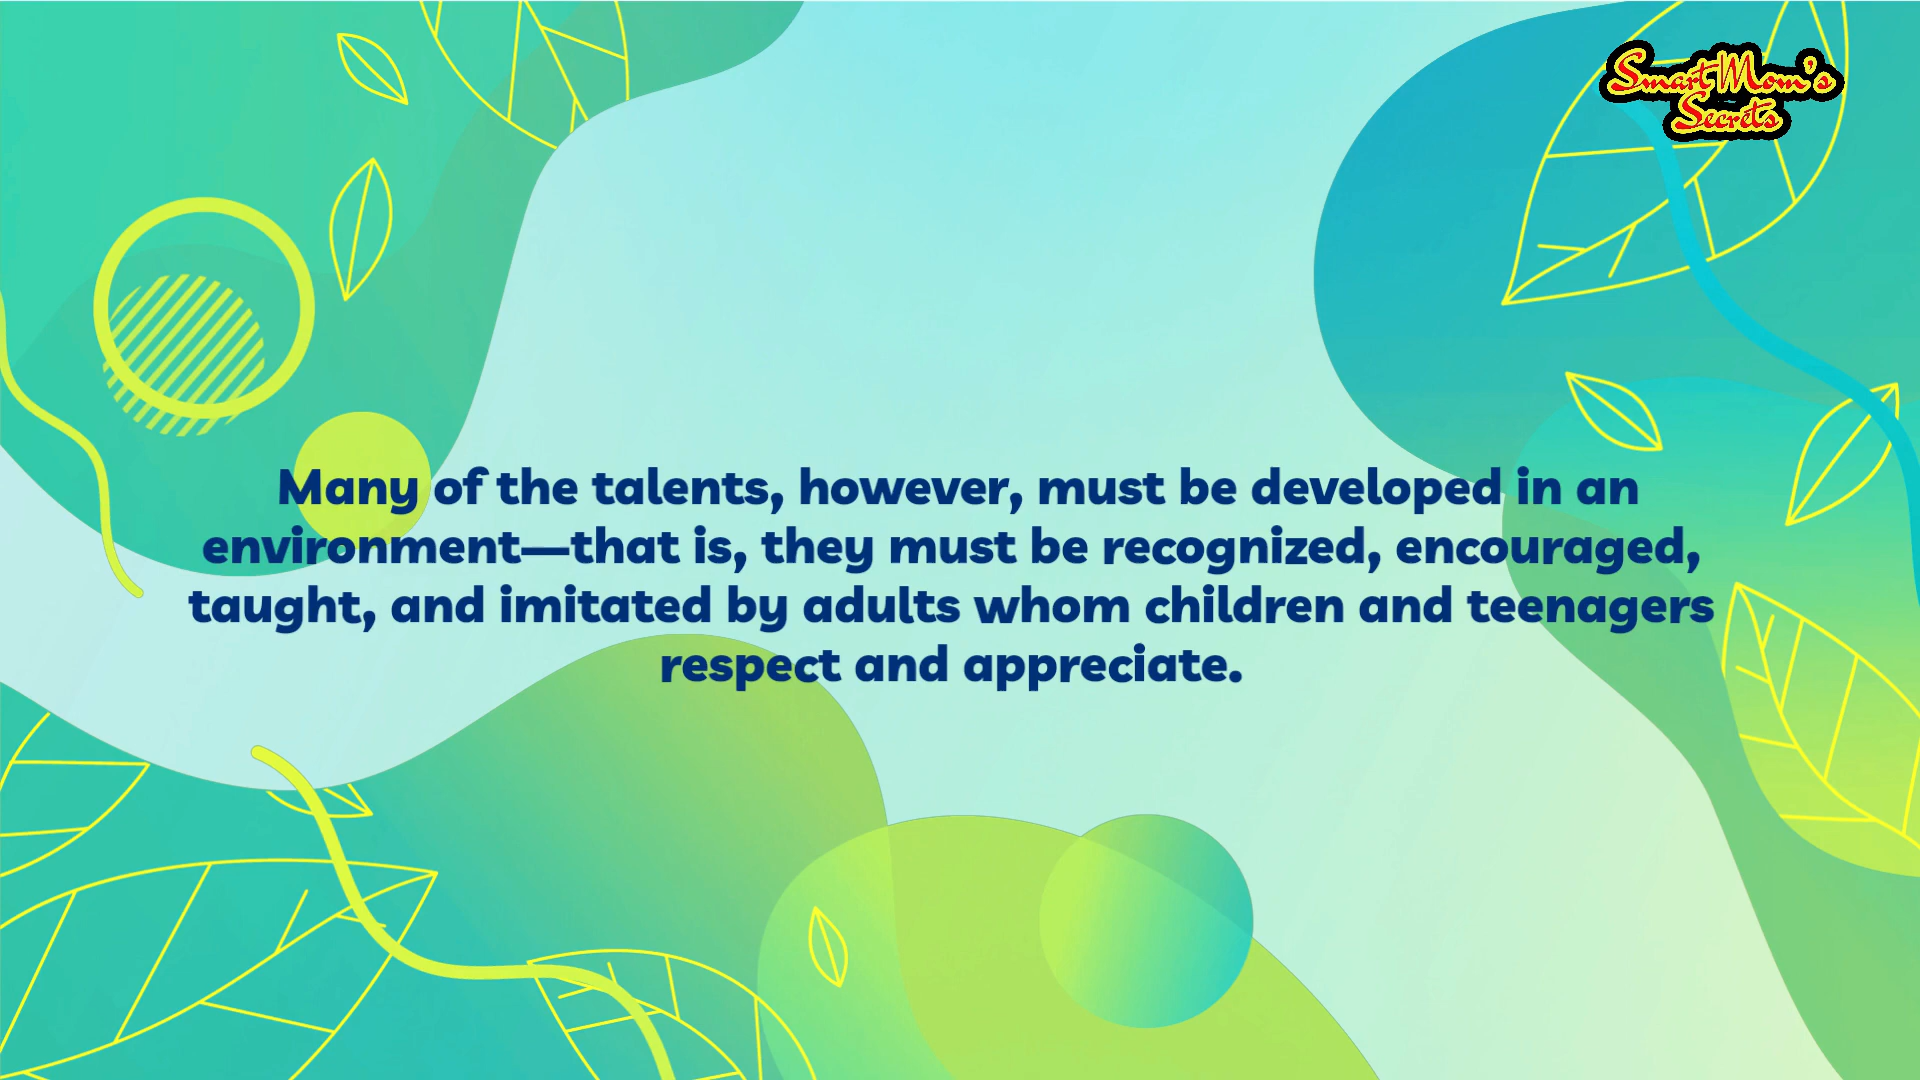 Smart Mom's
Secrets
Many of the talents, however, must be developed in an
environment—that is, they must be recognized, encouraged,
taught, and imitated by adults whom children and teenagers
respect and appreciate.